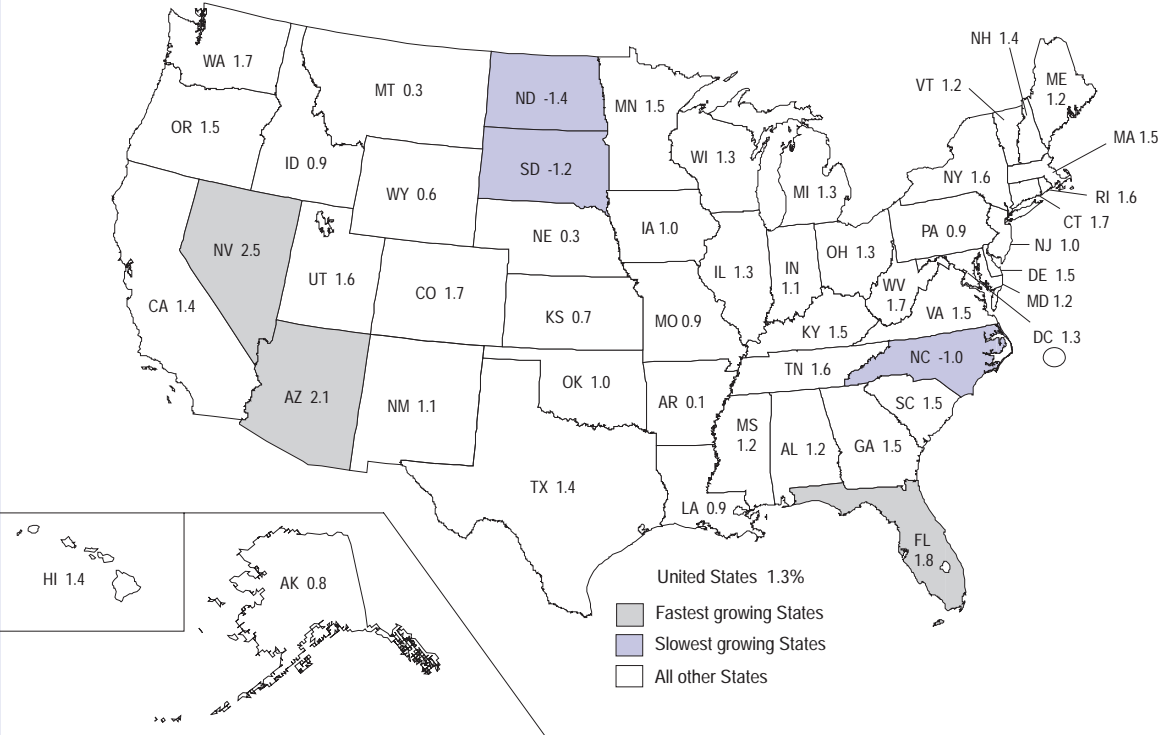 NH 1.4
VT 1.2
ME
1.2
WA 1.7
MT 0.3
ND -1.4
MN 1.5
MA 1.5
OR 1.5
ID 0.9
WY 0.6
SD -1.2
WI 1.3
MI 1.3
NY 1.6
RI 1.6
CT 1.7
NV 2.5
UT 1.6
CO 1.7
NE 0.3
IA 1.0
IL 1.3
IN
1.1
OH 1.3
PA 0.9
NJ 1.0
DE 1.5
MD 1.2
DC 1.3
WV
1.7
VA 1.5
CA 1.4
KS 0.7
MO 0.9
KY 1.5
NC -1.0
TN 1.6
AZ 2.1
NM 1.1
OK 1.0
AR 0.1
SC 1.5
MS
1.2
AL 1.2
GA 1.5
TX 1.4
LA 0.9
FL
1.8
HI 1.4
AK 0.8
United States 1.3%
Fastest growing States
Slowest growing States
All other States